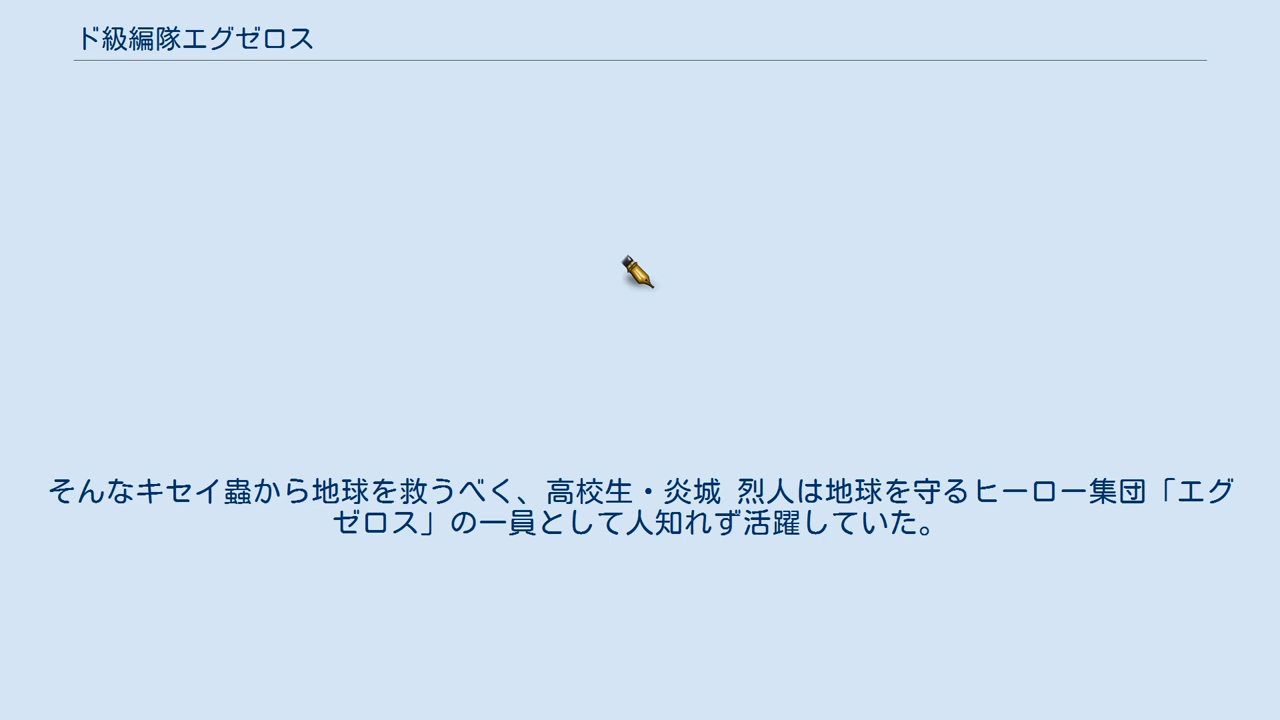 ド級編隊エグゼロス
そんなキセイ蟲から地球を救うべく、高校生・炎城 烈人は地球を守るヒーロー集団「エグ
ゼロス」の一員として人知れず活躍していた。